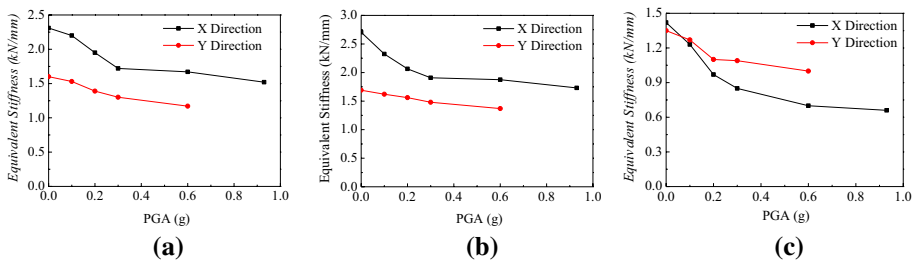 2.5
2.0
1.5
1.0
0.5
0.0
Equivalent Stiffness (kN/mm)
X Direction
Y Direction
0.0 0.2 0.4 0.6 0.8 1.0
PGA (g)
(a)
3.0
2.5
2.0
1.5
1.0
0.5
0.0
Equivalent Stiffness (kN/mm)
X Direction
Y Direction
0.0 0.2 0.4 0.6 0.8 1.0
PGA (g)
(b)
1.5
1.2
0.9
0.6
0.3
0.0
Equivalent Stiffness (kN/mm)
X Direction
Y Direction
0.0 0.2 0.4 0.6 0.8 1.0
PGA (g)
(c)